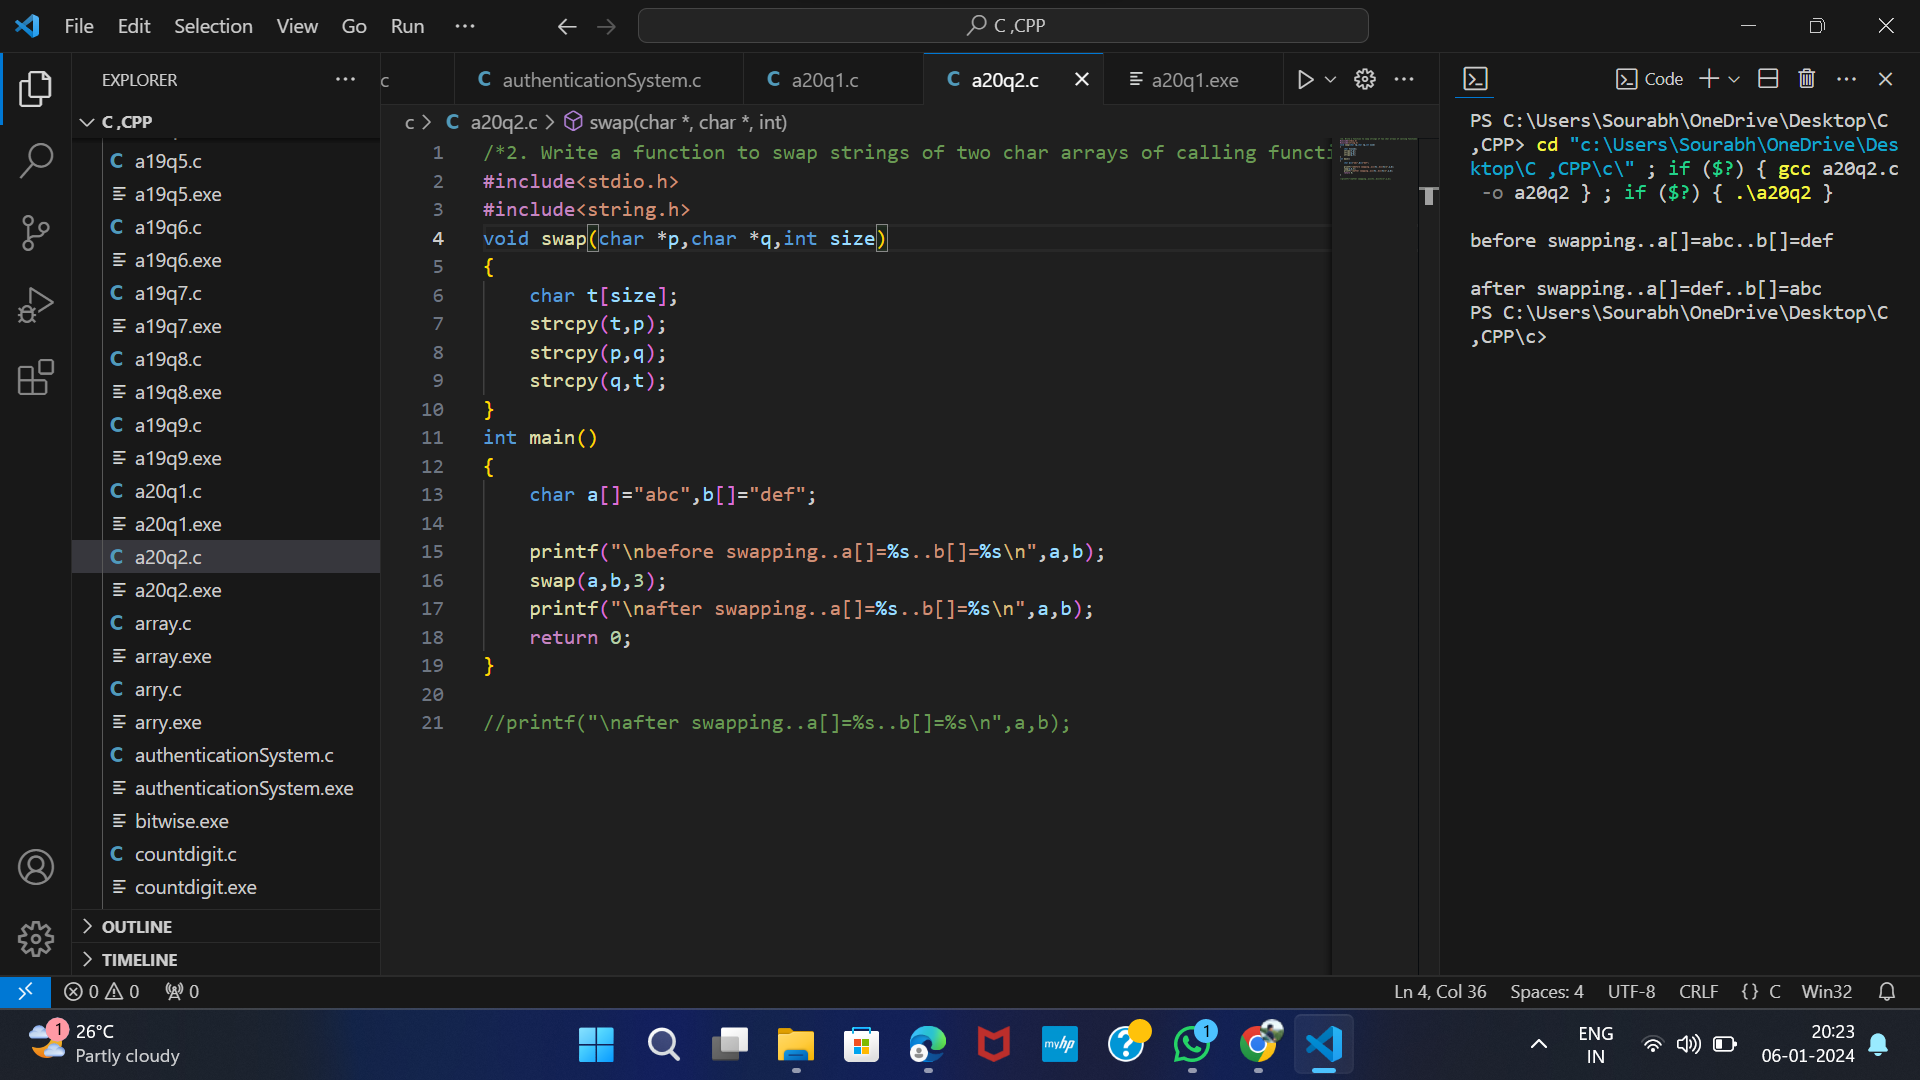 File Edit Selection View Go Run ··· C ,CPP
EXPLORER ···
C ,CPP
a19q5.c
a19q5.exe
a19q6.c
a19q6.exe
a19q7.c
a19q7.exe
a19q8.c
a19q8.exe
a19q9.c
a19q9.exe
a20q1.c
a20q1.exe
a20q2.c
a20q2.exe
array.c
array.exe
arry.c
arry.exe
authenticationSystem.c
authenticationSystem.exe
bitwise.exe
countdigit.c
countdigit.exe
OUTLINE
TIMELINE
c authenticationSystem.c a20q1.c a20q2.c a20q1.exe
c > C a20q2.c > swap(char *, char *, int)
1 /*2. Write a function to swap strings of two char arrays of calling functi
2 #include<stdio.h>
3 #include<string.h>
4 void swap(char *p,char *q,int size)
5 {
6 char t[size];
7 strcpy(t,p);
8 strcpy(p,q);
9 strcpy(q,t);
10 }
11 int main()
12 {
13 char a[]="abc",b[]="def";
14
15 printf("\nbefore swapping..a[]=%s..b[]=%s\n",a,b);
16 swap(a,b,3);
17 printf("\nafter swapping..a[]=%s..b[]=%s\n",a,b);
18 return 0;
19 }
20
21 //printf("\nafter swapping..a[]=%s..b[]=%s\n",a,b);
Code
PS C:\Users\Sourabh\OneDrive\Desktop\C
,CPP> cd "c:\Users\Sourabh\OneDrive\Des
ktop\C ,CPP\c\" ; if ($?) { gcc a20q2.c
-o a20q2 } ; if ($?) { .\a20q2 }
before swapping..a[]=abc..b[]=def
after swapping..a[]=def..b[]=abc
PS C:\Users\Sourabh\OneDrive\Desktop\C
,CPP\c>
0 0 0 Ln 4, Col 36 Spaces: 4 UTF-8 CRLF {} C Win32
1 26°C
Partly cloudy
myhp
1
ENG
IN
20:23
06-01-2024